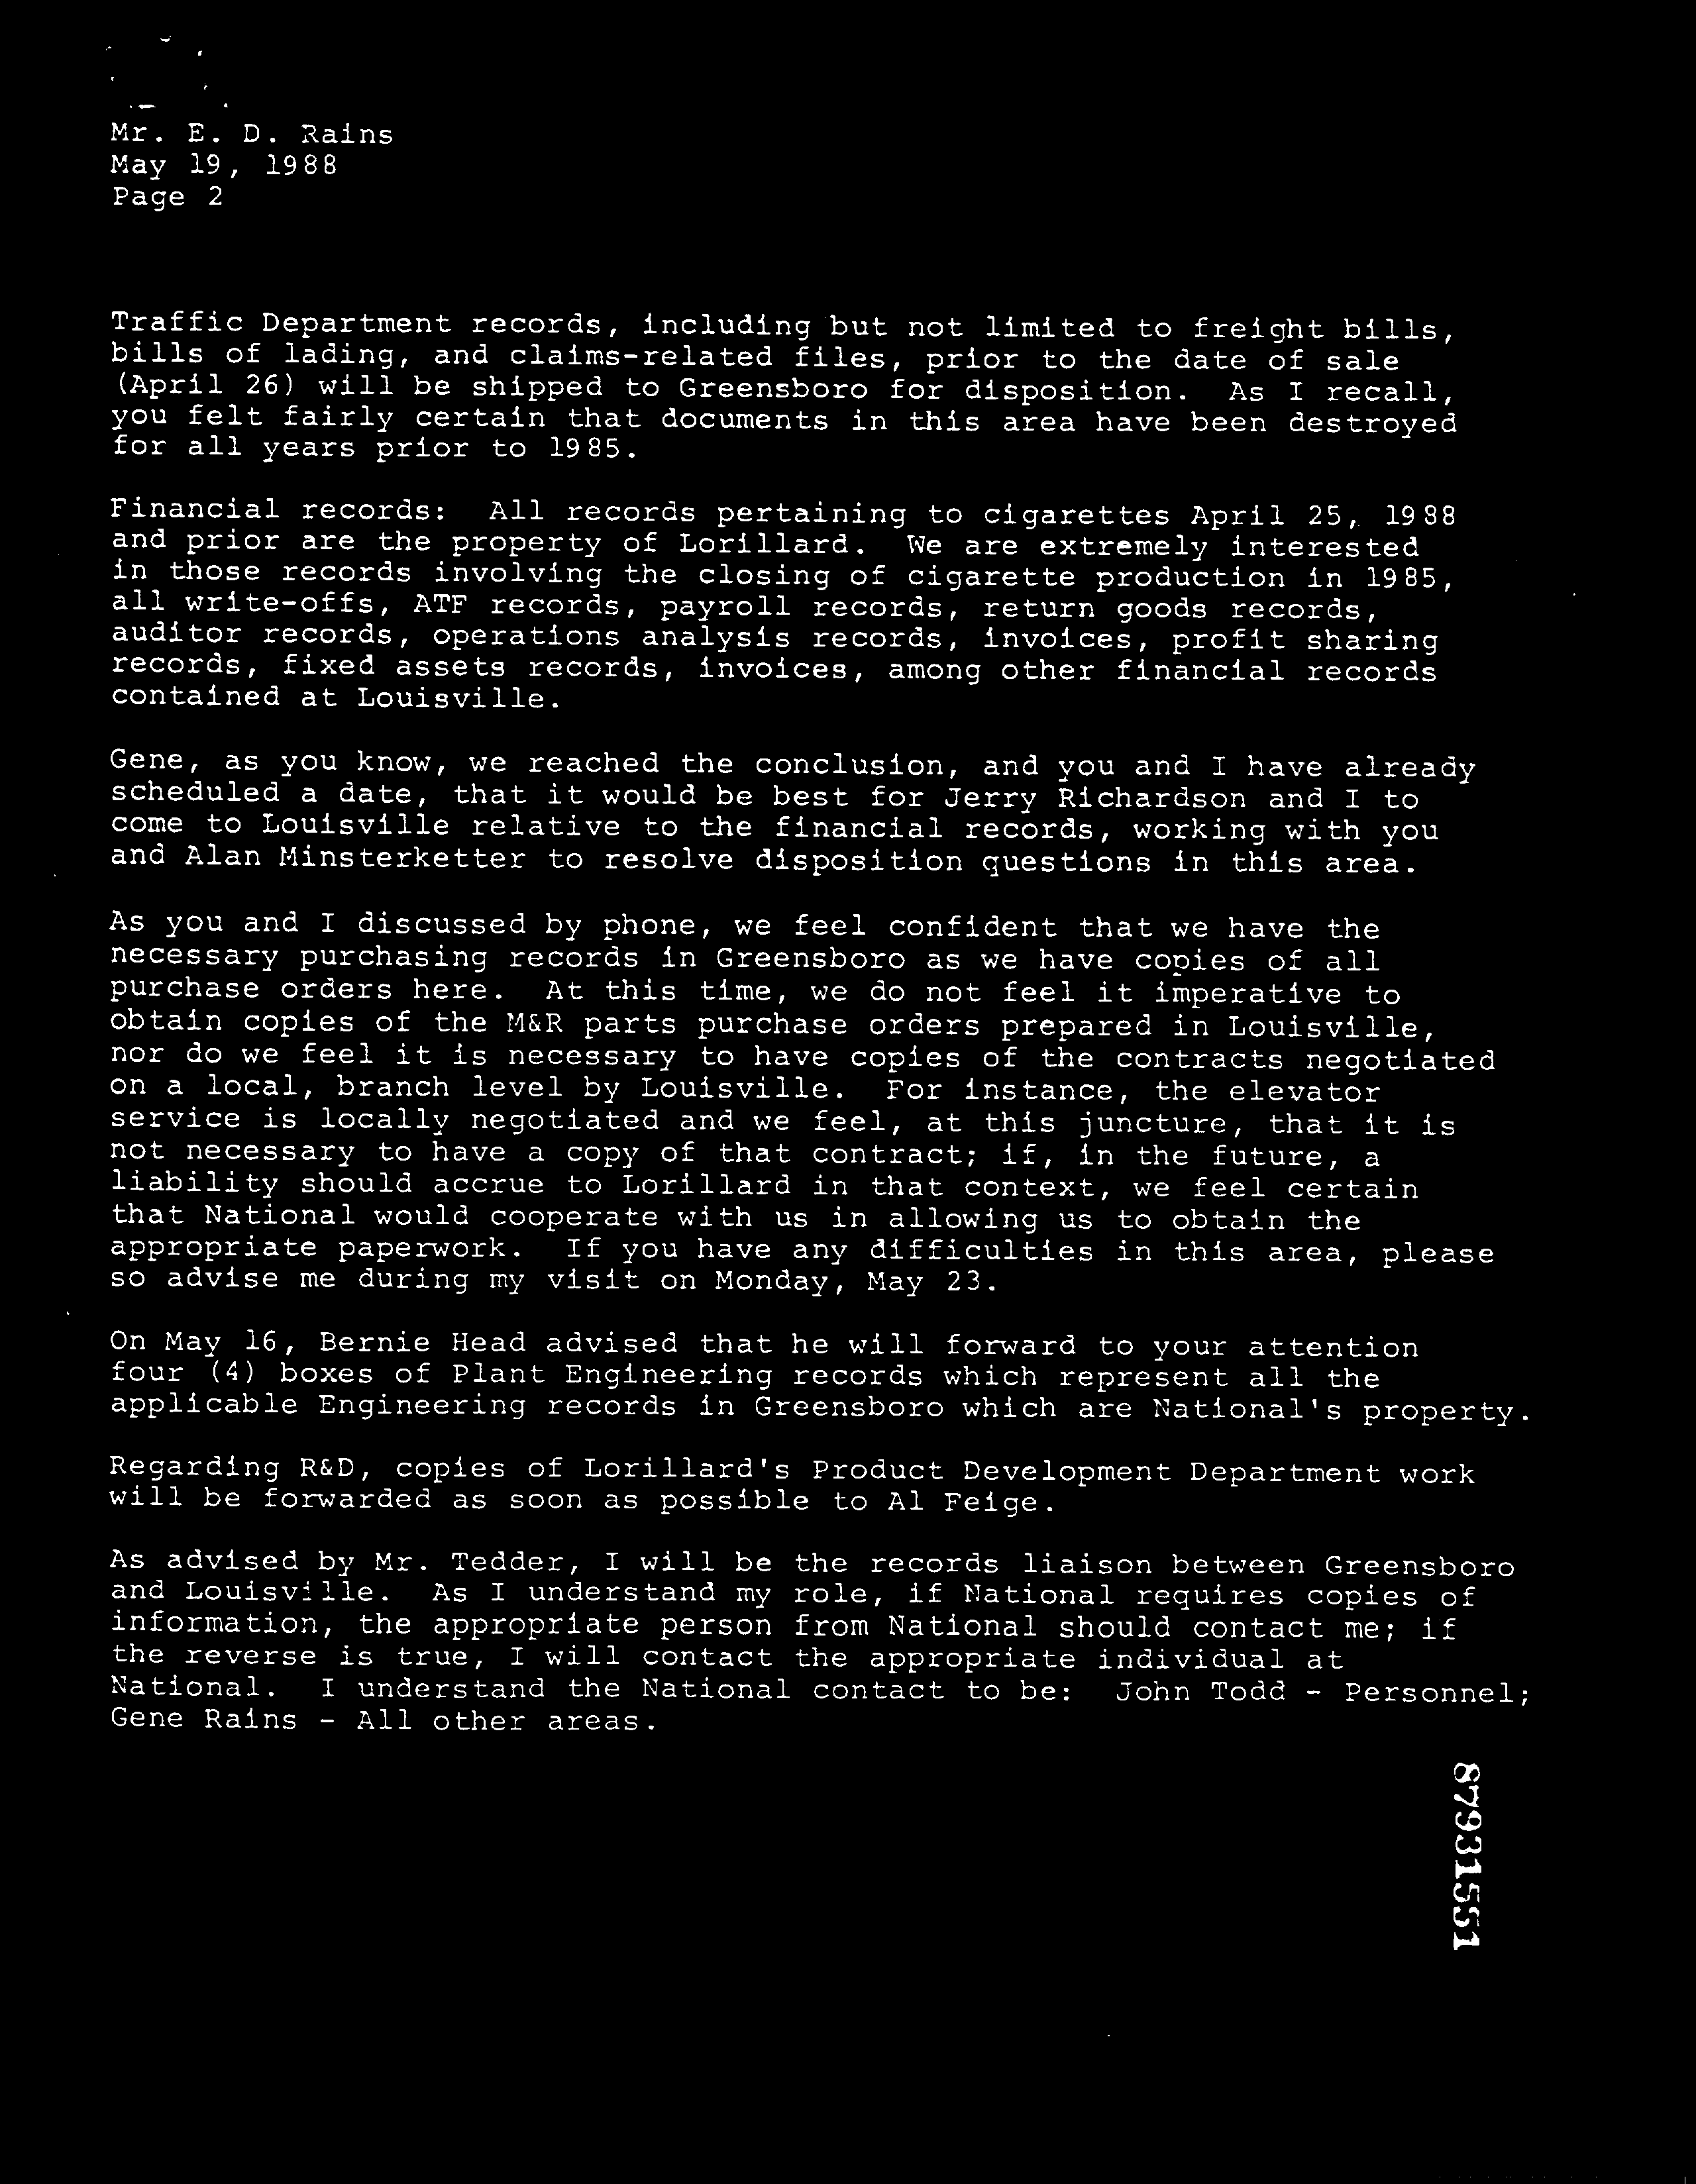 Mr. E. D. Rains
May 19, 1988
Page 2
Traffic Department records, including but not limited to freight bills,
bills of lading, and claims-related files, prior to the date of sale
(April 26) will be shipped to Greensboro for disposition. As I recall,
you felt fairly certain that documents in this area have been destroyed
for all years prior to 1985.
Financial records: All records pertaining to cigarettes April 25, 1988
and prior are the property of Lorillard. We are extremely interested
in those records involving the closing of cigarette production in 1985,
all write-offs, ATF records, payroll records, return goods records,
auditor records, operations analysis records, invoices, profit sharing
records, fixed assets records, invoices, among other financial records
contained at Louisville.
Gene, as you know, we reached the conclusion, and you and I have already
scheduled a date, that it would be best for Jerry Richardson and I to
come to Louisville relative to the financial records, working with you
and Alan Minsterketter to resolve disposition questions in this area.
As you and I discussed by phone, we feel confident that we have the
necessary purchasing records in Greensboro as we have copies of all
purchase orders here. At this time, we do not feel it imperative to
obtain copies of the M&R parts purchase orders prepared in Louisville,
nor do we feel it is necessary to have copies of the contracts negotiated
on a local, branch level by Louisville. For instance, the elevator
service is locally negotiated and we feel, at this juncture, that it is
not necessary to have a copy of that contract; if, in the future, a
liability should accrue to Lorillard in that context, we feel certain
that National would cooperate with us in allowing us to obtain the
appropriate paperwork. If you have any difficulties in this area, please
so advise me during my visit on Monday, May 23.
On May 16, Bernie Head advised that he will forward to your attention
four (4) boxes of Plant Engineering records which represent all the
applicable Engineering records in Greensboro which are National's property.
Regarding R&D, copies of Lorillard's Product Development Department work
will be forwarded as soon as possible to Al Feige.
As advised by Mr. Tedder, I will be the records liaison between Greensboro
and Louisville. As I understand my role, if National requires copies of
information, the appropriate person from National should contact me; if
the reverse is true, I will contact the appropriate individual at
National. I understand the National contact to be: John Todd - Personnel;
Gene Rains - All other areas.
87931551